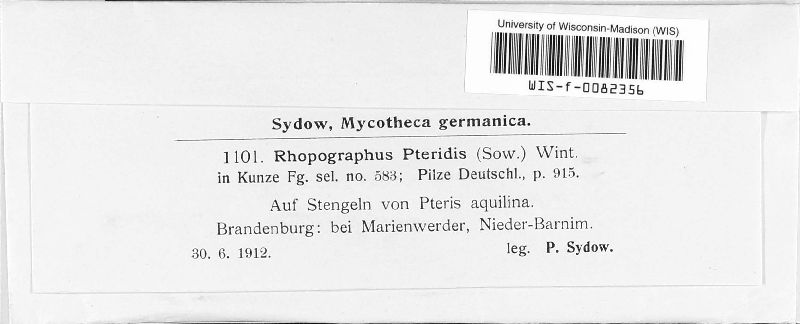 University of Wisconsin-Madison (WIS)
WIS-f-0082356
Sydow, Mycotheca germanica.
1101. Rhopographus Pteridis (Sow.) Wint.
in Kunze Fg. sel. no. 583; Pilze Deutschl., p. 915.
Auf Stengeln von Pteris aquilina.
Brandenburg: bei Marienwerder, Nieder-Barnim.
30. 6. 1912. leg. P. Sydow.